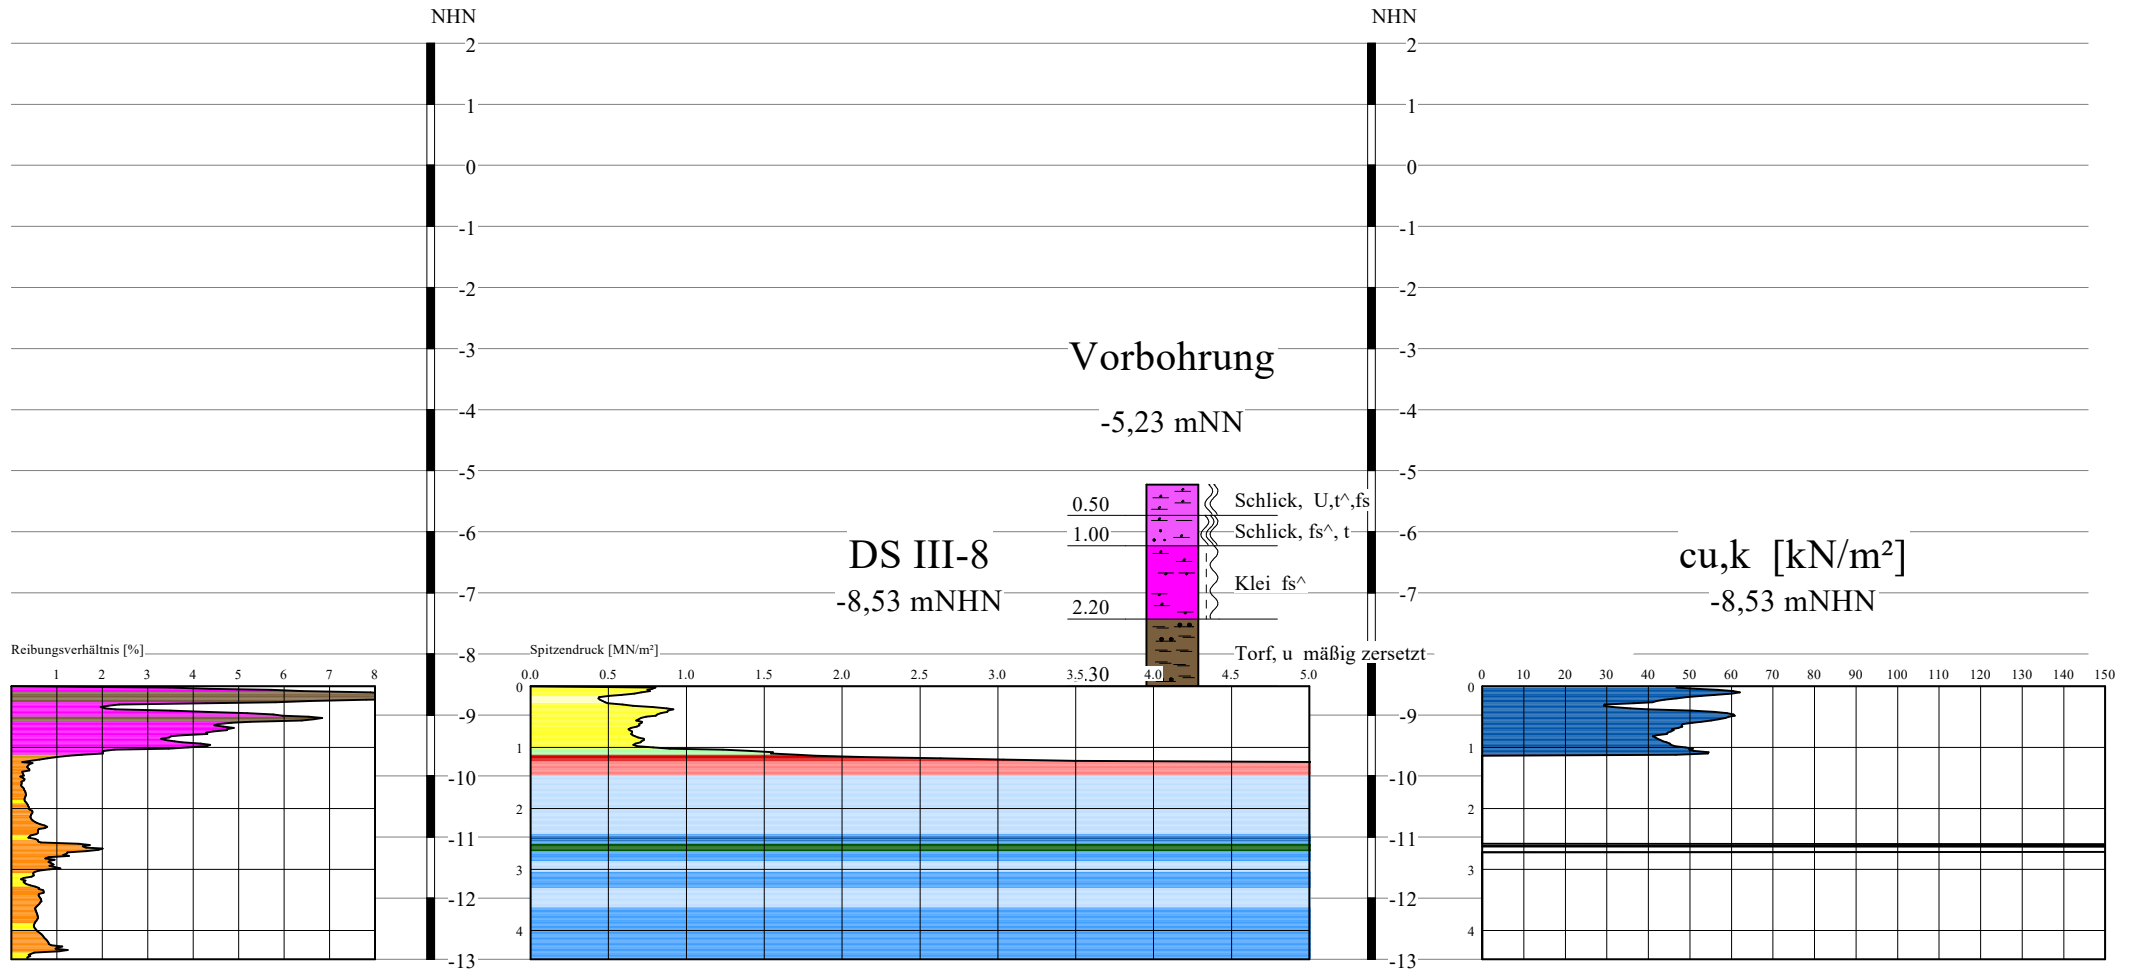 NHN NHN
2 2
1 1
0 0
-1 -1
-2 -2
-3 -3
Vorbohrung
-4 -4
-5,23 mNN
-5 -5
0.50 Schlick, U,t^,fs
1.00 Schlick, fs^, t
-6 -6
DS III-8 cu,k [kN/m²]
Klei fs^
-7 -7
-8,53 mNHN -8,53 mNHN
2.20
Reibungsverhältnis [%] -8 Spitzendruck [MN/m²] Torf, u mäßig zersetzt
1 2 3 4 5 6 7 8 0.0 0.5 1.0 1.5 2.0 2.5 3.0 3.5 .30 4.0 4.5 5.0 0 10 20 30 40 50 60 70 80 90 100 110 120 130 140 150
0 0
-9 -9
1 1
-10 -10
2 2
-11 -11
3 3
-12 -12
4 4
-13 -13